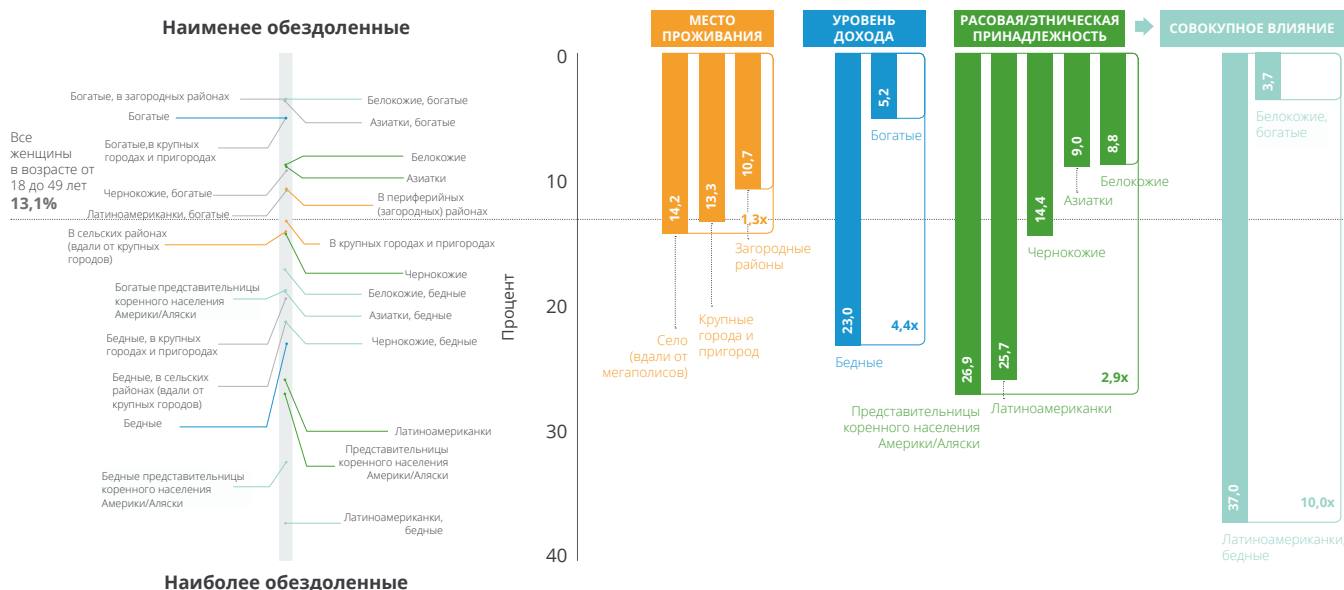 Наименее обездоленные
Богатые, в загородных районах
Богатые
Богатые,в крупных
городах и пригородах
Чернокожие, богатые
Латиноамериканки, богатые
В сельских районах
(вдали от крупных
городов)
Богатые представительницы
коренного населения
Америки/Аляски
Бедные, в крупных
городах и пригородах
Бедные, в сельских
районах (вдали от
крупных городов)
Бедные
Бедные представительницы
коренного населения
Америки/Аляски
Все
женщины
в возрасте от
18 до 49 лет
13,1%
Белокожие, богатые
Азиатки, богатые
Белокожие
Азиатки
В периферийных
(загородных) районах
В крупных городах и пригородах
Чернокожие
Белокожие, бедные
Азиатки, бедные
Чернокожие, бедные
Латиноамериканки
Представительницы
коренного населения
Америки/Аляски
Латиноамериканки,
бедные
Наиболее обездоленные
Процент
0
10
20
30
40
МЕСТО
ПРОЖИВАНИЯ
14,2
13,3
10,7
1,3x
Загородные
районы
Крупные
города и
пригород
Село
(вдали от
мегаполисов)
УРОВЕНЬ
ДОХОДА
23,0
5,2
Богатые
4,4x
Бедные
РАСОВАЯ/ЭТНИЧЕСКАЯ
ПРИНАДЛЕЖНОСТЬ
26,9
25,7
14,4
9,0
8,8
Белокожие
Азиатки
Чернокожие
2,9x
Латиноамериканки
Представительницы
коренного населения
Америки/Аляски
СОВОКУПНОЕ ВЛИЯНИЕ
37,0
3,7
Белокожие,
богатые
10,0x
Латиноамериканки,
бедные